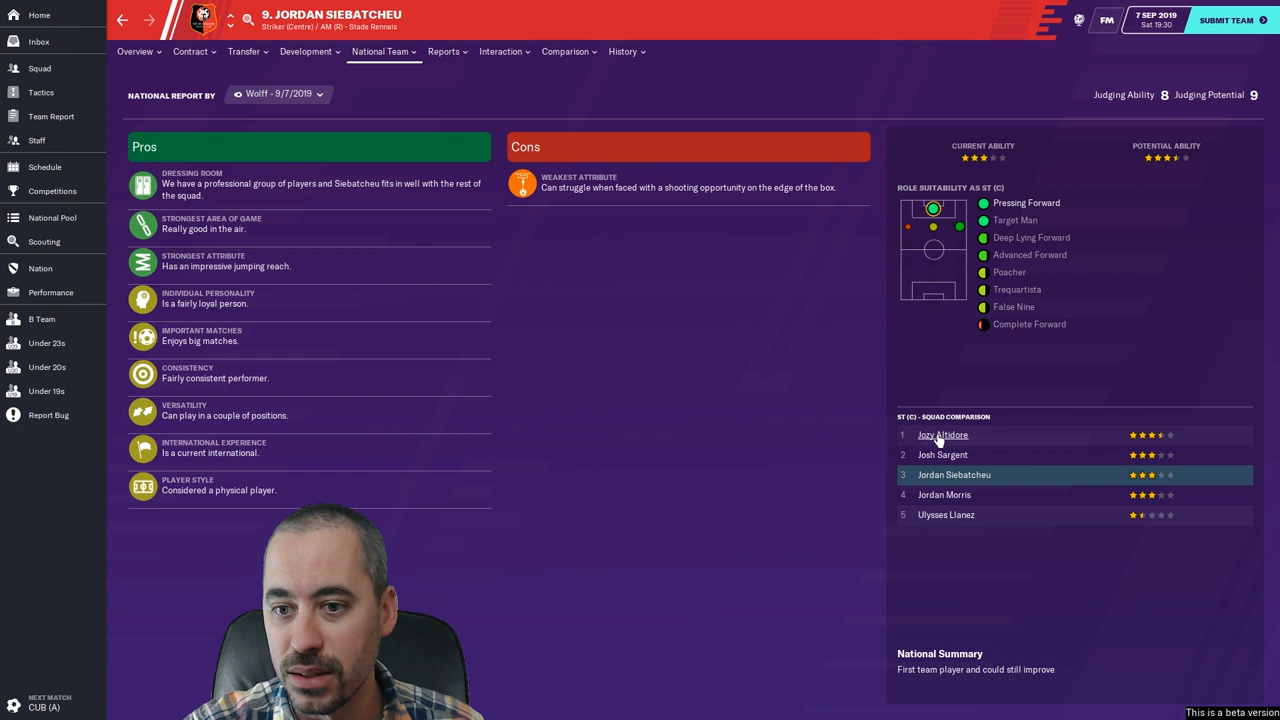 Home
Inbox
Squad
Tactics
Team Report
Staff
Schedule
Competitions
National Pool
Scouting
Nation
Performance
B Team
Under 23s
Under 20s
Under 19s
Report Bug
NEXT MATCH
CUB (A)
9. JORDAN SIEBATCHEU
Striker (Centre) / AM (R) - Stade Rennais
FM
7 SEP 2019
Sat 19:30
SUBMIT TEAM
Overview
Contract
Transfer
Development
National Team
Reports
Interaction
Comparison
History
NATIONAL REPORT BY
Wolff - 9/7/2019
Judging Ability 8 Judging Potential 9
Pros
DRESSING ROOM
We have a professional group of players and Siebatcheu fits in well with the rest of
the squad.
STRONGEST AREA OF GAME
Really good in the air.
STRONGEST ATTRIBUTE
Has an impressive jumping reach.
INDIVIDUAL PERSONALITY
Is a fairly loyal person.
IMPORTANT MATCHES
Enjoys big matches.
CONSISTENCY
Fairly consistent performer.
VERSATILITY
Can play in a couple of positions.
INTERNATIONAL EXPERIENCE
Is a current international.
PLAYER STYLE
Considered a physical player.
Cons
WEAKEST ATTRIBUTE
Can struggle when faced with a shooting opportunity on the edge of the box.
CURRENT ABILITY
POTENTIAL ABILITY
ROLE SUITABILITY AS ST (C)
Pressing Forward
Target Man
Deep Lying Forward
Advanced Forward
Poacher
Trequartista
False Nine
Complete Forward
ST (C) - SQUAD COMPARISON
1 Jozy Altidore
2 Josh Sargent
3 Jordan Siebatcheu
4 Jordan Morris
5 Ulysses Llanez
National Summary
First team player and could still improve
This is a beta version